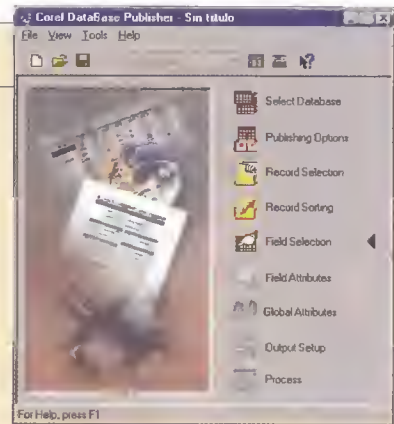 Corel DataBase Publisher - Sin título
File View Tools Help
Select Database
Publishing Options
Record Selection
Record Sorting
Field Selection
Field Attributes
Global Attributes
Output Setup
Process
For Help, press F1